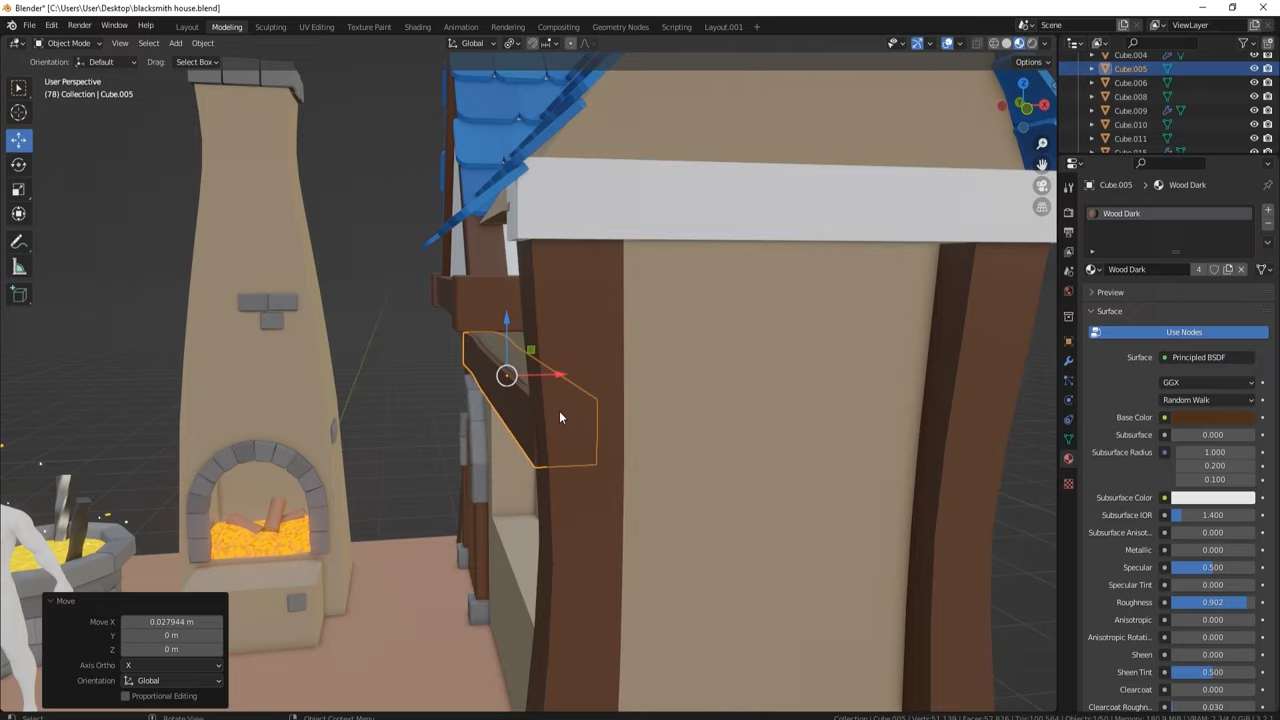 Blender* [C:\Users\User\Desktop\blacksmith house.blend]
File Edit Render Window Help Layout Modeling Sculpting UV Editing Texture Paint Shading Animation Rendering Compositing Geometry Nodes Scripting Layout.001 + Scene ViewLayer
Object Mode View Select Add Object Global
Orientation: Default Drag: Select Box Options
User Perspective
(78) Collection | Cube.005
X
Z
Cube.004
Cube.005
Cube.006
Cube.008
Cube.009
Cube.010
Cube.011
Cube.005 > Wood Dark
Wood Dark
Wood Dark 4
Preview
Surface
Use Nodes
Surface Principled BSDF
GGX
Random Walk
Base Color
Subsurface 0.000
Subsurface Radius 1.000
0.200
0.100
Subsurface Color
Subsurface IOR 1.400
Subsurface Anisot.. 0.000
Metallic 0.000
Specular 0.500
Specular Tint 0.000
Roughness 0.902
Anisotropic 0.000
Anisotropic Rotati.. 0.000
Sheen 0.000
Sheen Tint 0.500
Clearcoat 0.000
Clearcoat Roughn.. 0.030
Move
Move X 0.027944 m
Y 0 m
Z 0 m
Axis Ortho X
Orientation Global
Proportional Editing